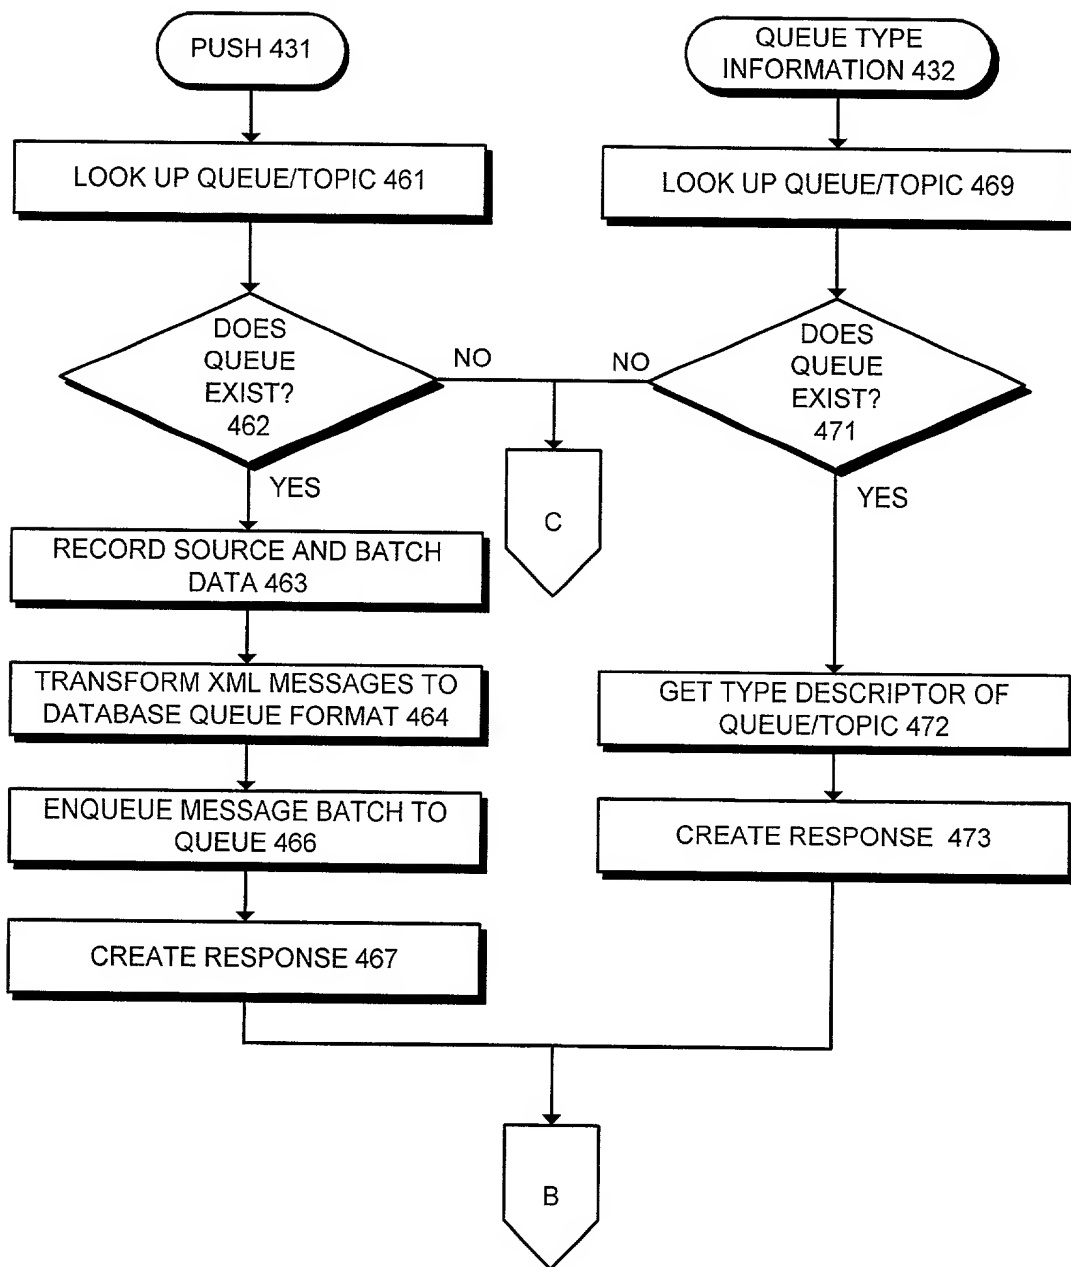 PUSH 431
LOOK UP QUEUE/TOPIC 461
DOES
QUEUE
EXIST?
462
NO
YES
RECORD SOURCE AND BATCH
DATA 463
TRANSFORM XML MESSAGES TO
DATABASE QUEUE FORMAT 464
ENQUEUE MESSAGE BATCH TO
QUEUE 466
CREATE RESPONSE 467
QUEUE TYPE
INFORMATION 432
LOOK UP QUEUE/TOPIC 469
DOES
QUEUE
EXIST?
471
NO
YES
GET TYPE DESCRIPTOR OF
QUEUE/TOPIC 472
CREATE RESPONSE 473
C
B